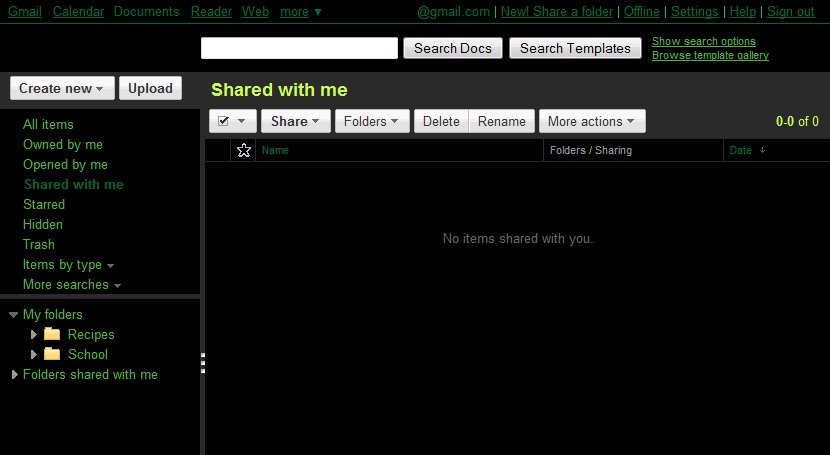 Gmail Calendar Documents Reader Web more ▼ @gmail.com | New! Share a folder | Offline | Settings | Help | Sign out
Search Docs Search Templates Show search options
Browse template gallery
Create new Upload Shared with me
Share Folders Delete Rename More actions 0-0 of 0
Name Folders / Sharing Date ↓
All items
Owned by me
Opened by me
Shared with me
Starred
Hidden
Trash
Items by type
More searches
My folders
Recipes
School
Folders shared with me
No items shared with you.